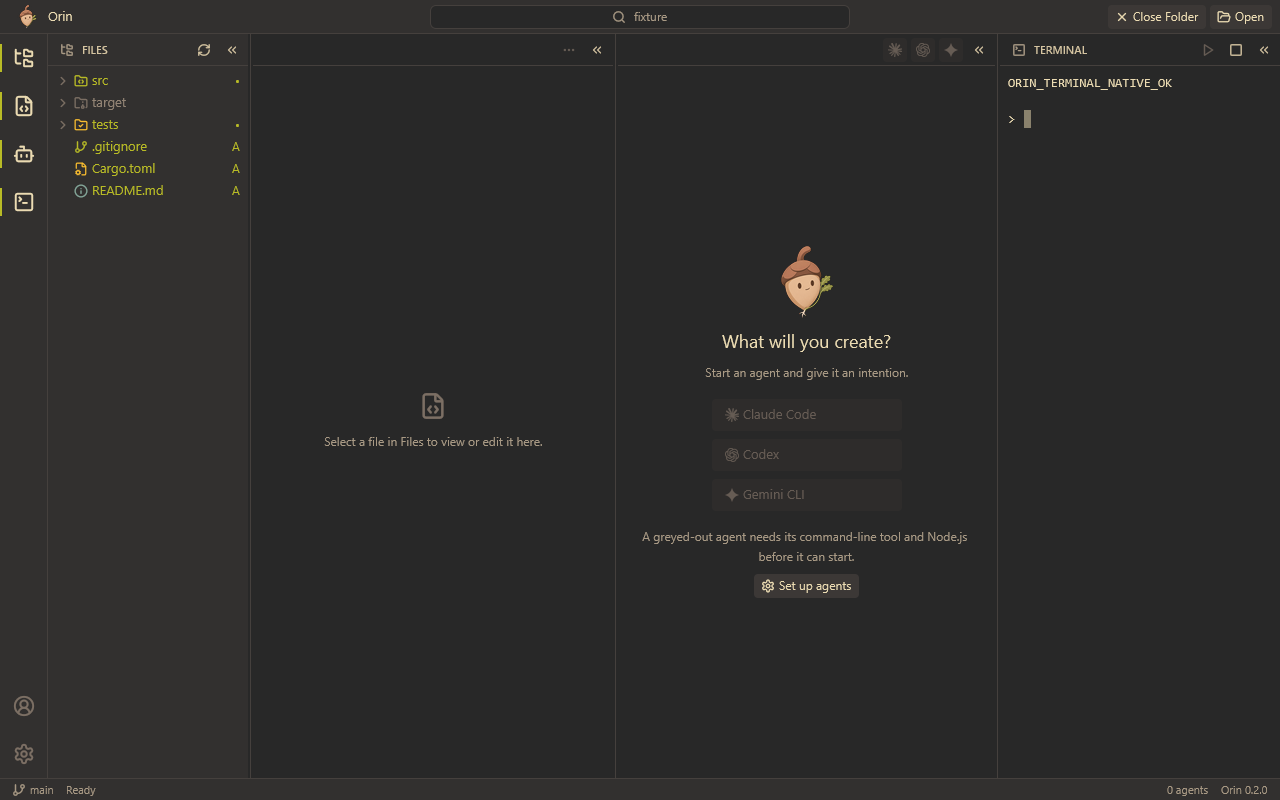 Orin
fixture
Close Folder
Open
FILES
TERMINAL
src
target
tests
.gitignore A
Cargo.toml A
README.md A
Select a file in Files to view or edit it here.
What will you create?
Start an agent and give it an intention.
Claude Code
Codex
Gemini CLI
A greyed-out agent needs its command-line tool and Node.js
before it can start.
Set up agents
ORIN_TERMINAL_NATIVE_OK
>
main
Ready
0 agents
Orin 0.2.0